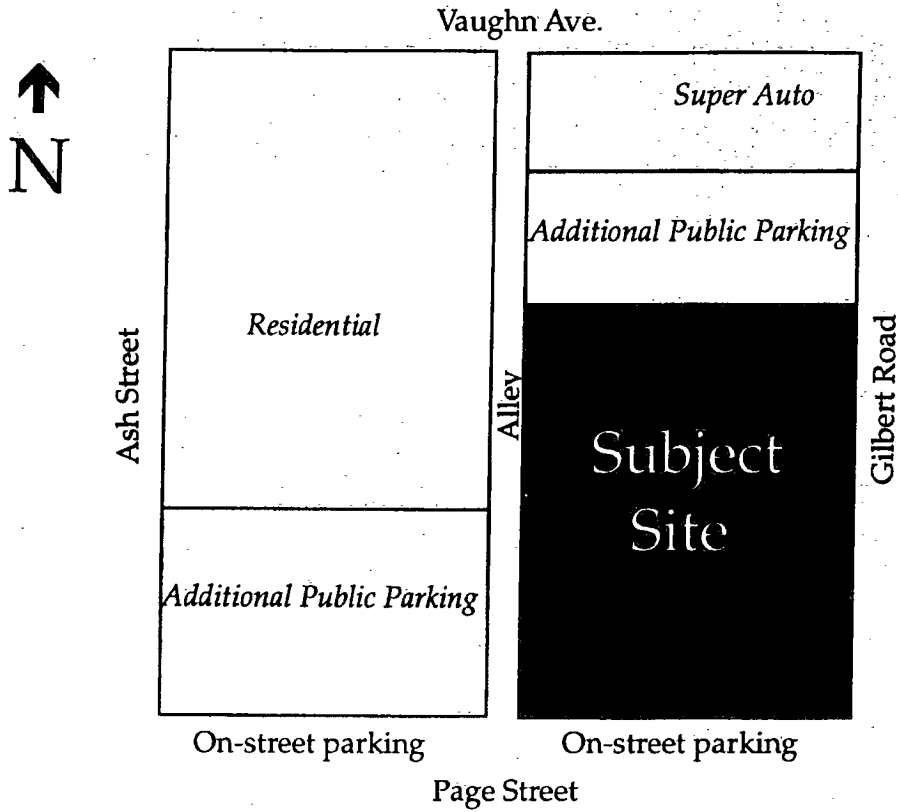 Vaughn Ave.
N
Super Auto
Additional Public Parking
Residential
Ash Street
Alley
Subject
Site
Gilbert Road
Additional Public Parking
On-street parking
On-street parking
Page Street